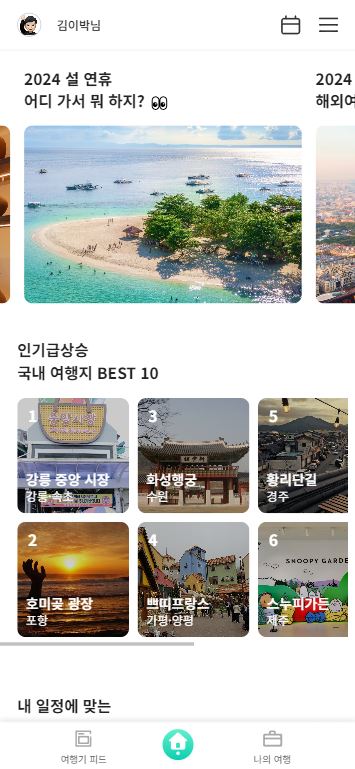 김이박님
2024 설 연휴
어디 가서 뭐 하지? 👀
2024
해외여
인기급상승
국내 여행지 BEST 10
1
중앙시장
강릉 중앙 시장
강릉·속초
3
화성행궁
수원
5
황리단길
경주
2
호미곶 광장
포항
4
쁘띠프랑스
가평·양평
6
SNOOPY GARDE
스누피가든
제주
내 일정에 맞는
여행기 피드
나의 여행